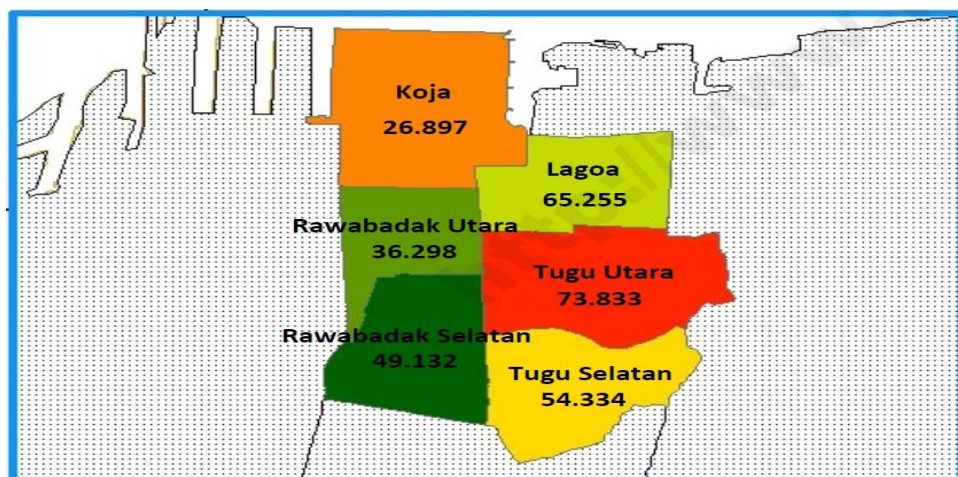 Koja
26.897
Lagoa
65.255
Rawabadak Utara
36.298
Tugu Utara
73.833
Rawabadak Selatan
49.132
Tugu Selatan
54.334